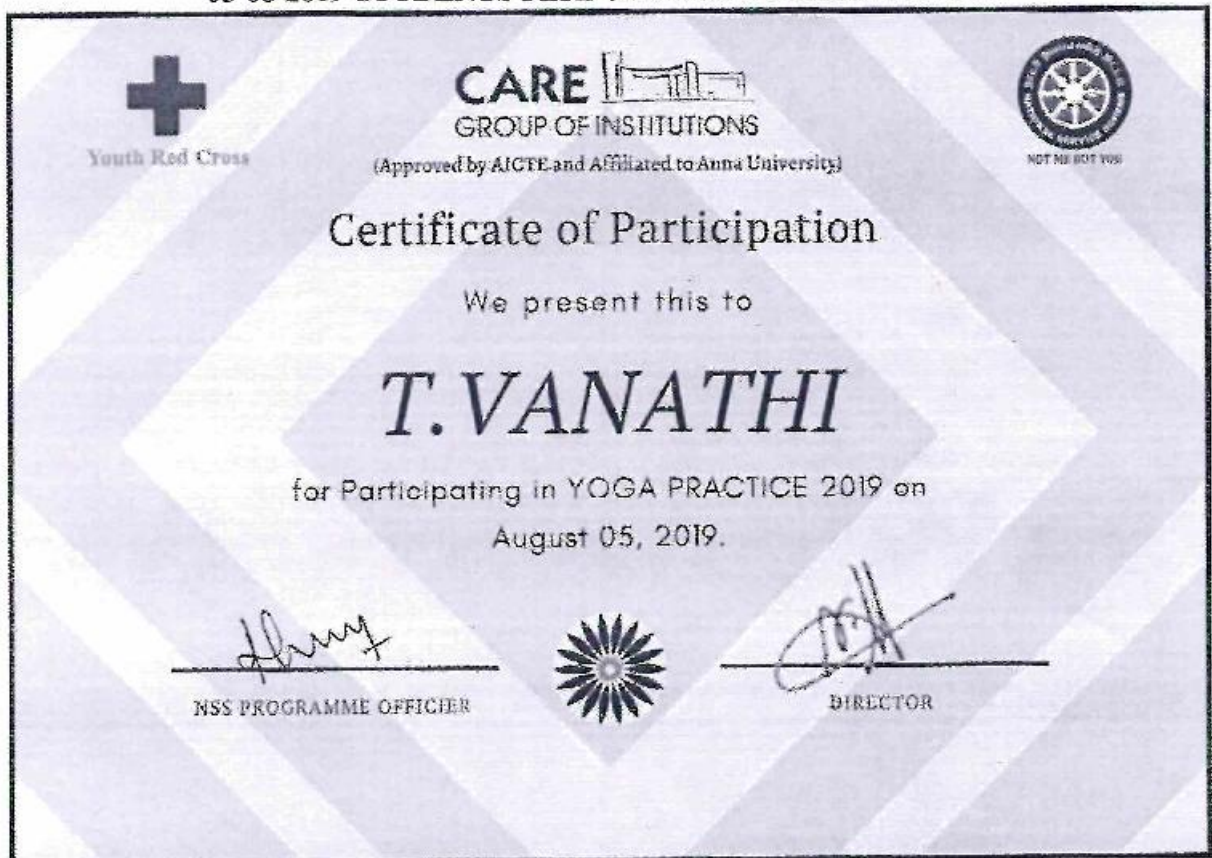 Youth Red Cross
CARE
GROUP OF INSTITUTIONS
(Approved by AICTE and Affiliated to Anna University)
NOT ME BUT YOU
Certificate of Participation
We present this to
T.VANATHI
for Participating in YOGA PRACTICE 2019 on
August 05, 2019.
NSS PROGRAMME OFFICIER
DIRECTOR